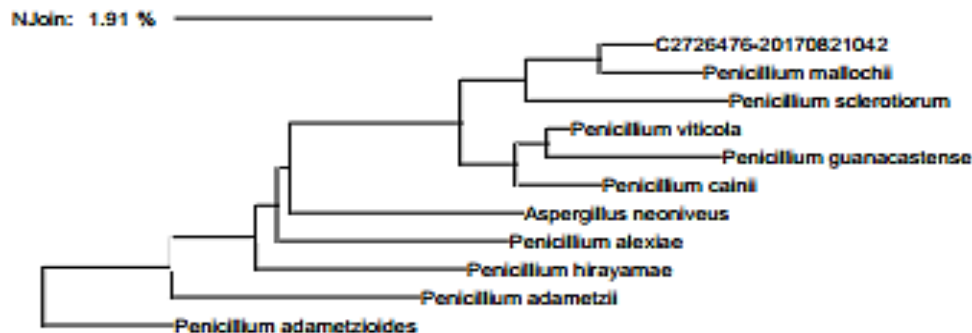 NJoin: 1.91 %
C2726476-20170821042
Penicillium mallochii
Penicillium sclerotiorum
Penicillium viticola
Penicillium guanacastense
Penicillium cainii
Aspergillus neoniveus
Penicillium alexiae
Penicillium hirayamae
Penicillium adametzii
Penicillium adametzioides